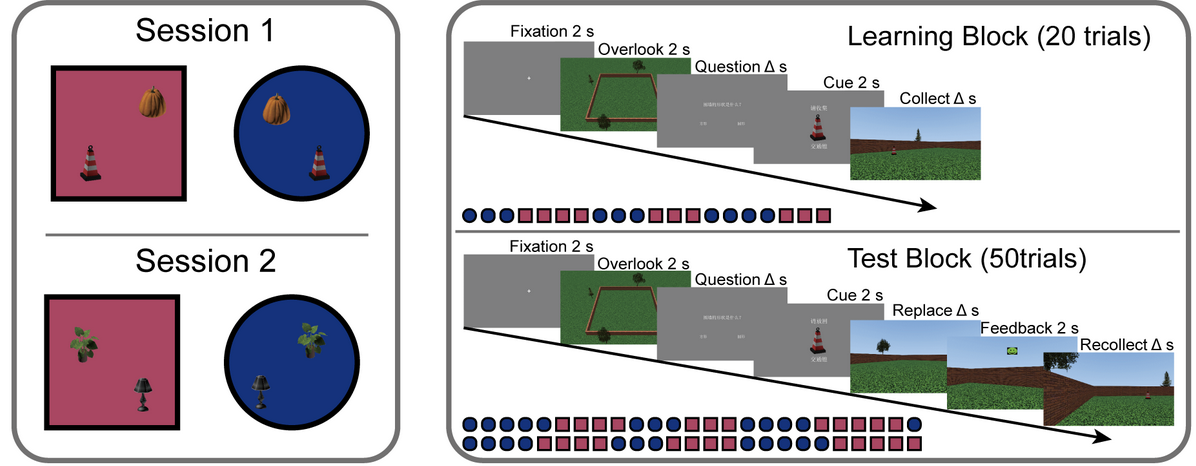 Session 1
Session 2
Learning Block (20 trials)
Fixation 2 s
Overlook 2 s
Question Δ s
Cue 2 s
Collect Δ s
Test Block (50trials)
Fixation 2 s
Overlook 2 s
Question Δ s
Cue 2 s
Replace Δ s
Feedback 2 s
Recollect Δ s